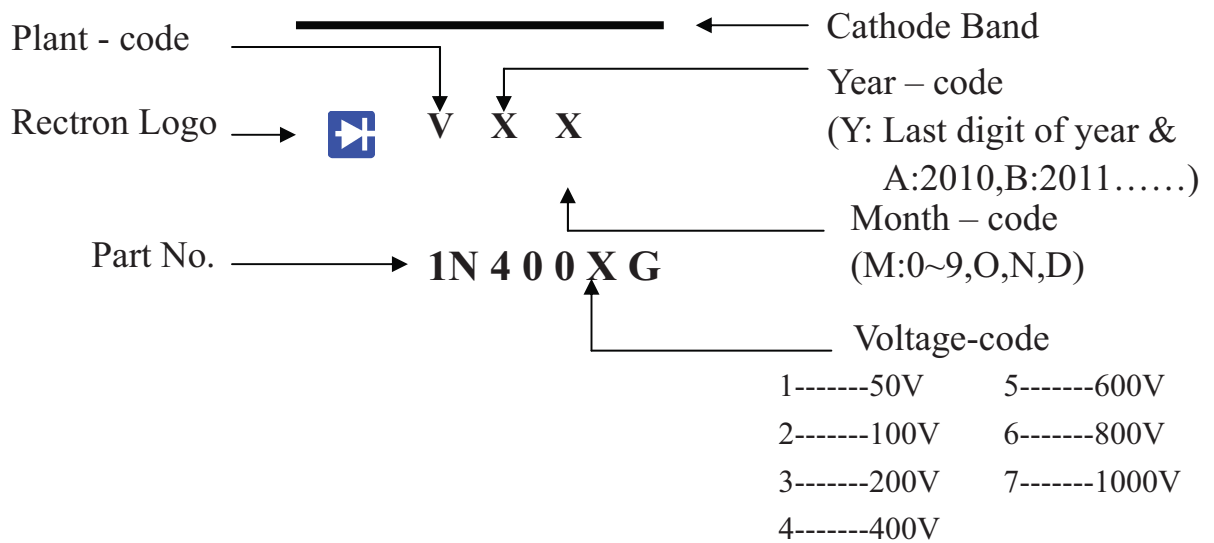 Plant - code
Cathode Band
Year – code
(Y: Last digit of year &
A:2010,B:2011……)
Rectron Logo
V X X
Month – code
(M:0~9,O,N,D)
Part No.
1N 4 0 0 X G
Voltage-code
1-------50V 5-------600V
2-------100V 6-------800V
3-------200V 7-------1000V
4-------400V